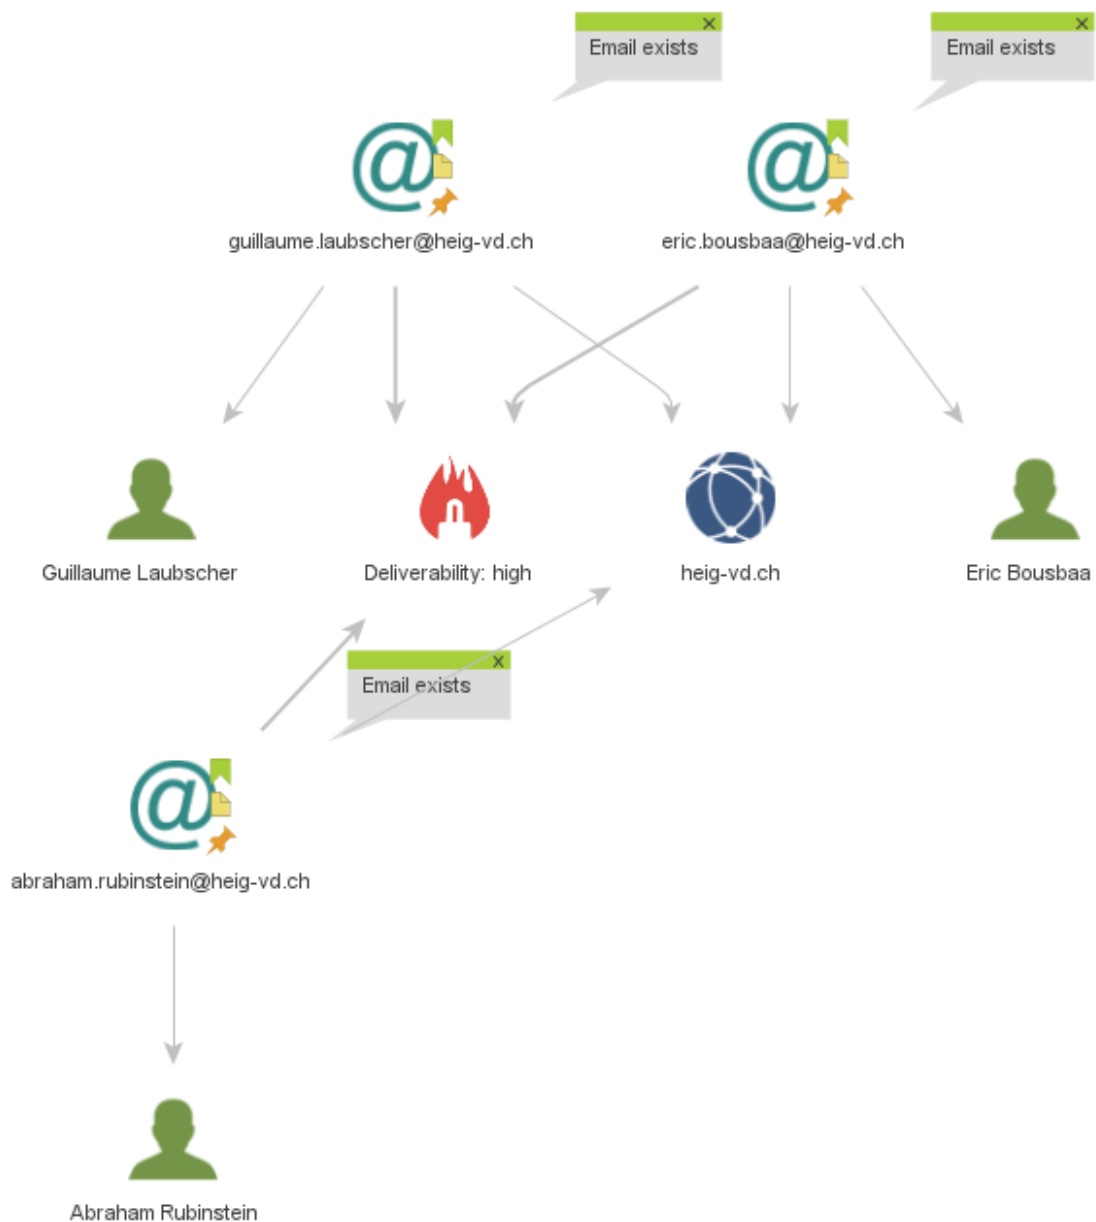 Email exists
Email exists
guillaume.laubscher@heig-vd.ch
eric.bousbaa@heig-vd.ch
Guillaume Laubscher
Deliverability: high
heig-vd.ch
Eric Bousbaa
Email exists
abraham.rubinstein@heig-vd.ch
Abraham Rubinstein